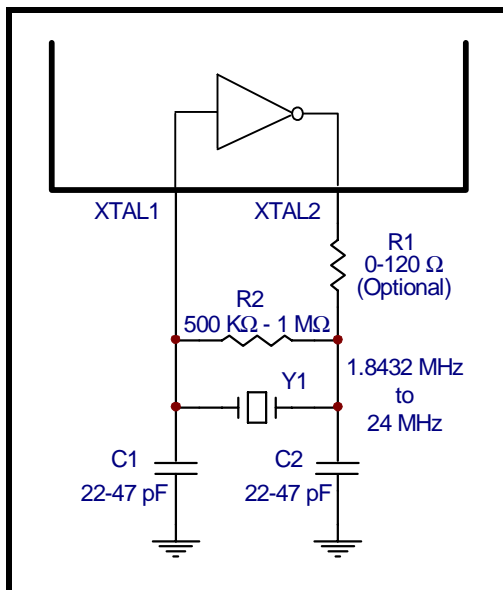 XTAL1
XTAL2
R1
0-120 Ω
(Optional)
R2
500 KΩ - 1 MΩ
Y1
1.8432 MHz
to
24 MHz
C1
22-47 pF
C2
22-47 pF